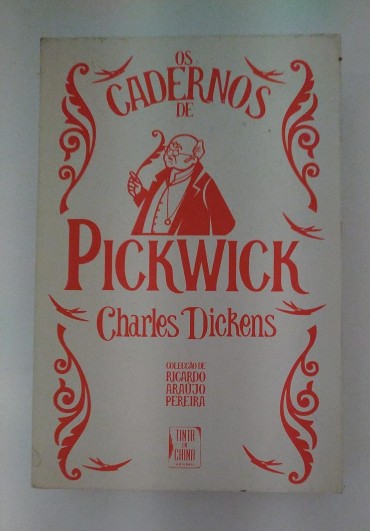 OS
CADERNOS
DE
PICKWICK
Charles Dickens
COLECÇÃO DE
RICARDO
ARAÚJO
PEREIRA
TINTA
DA
CHINA